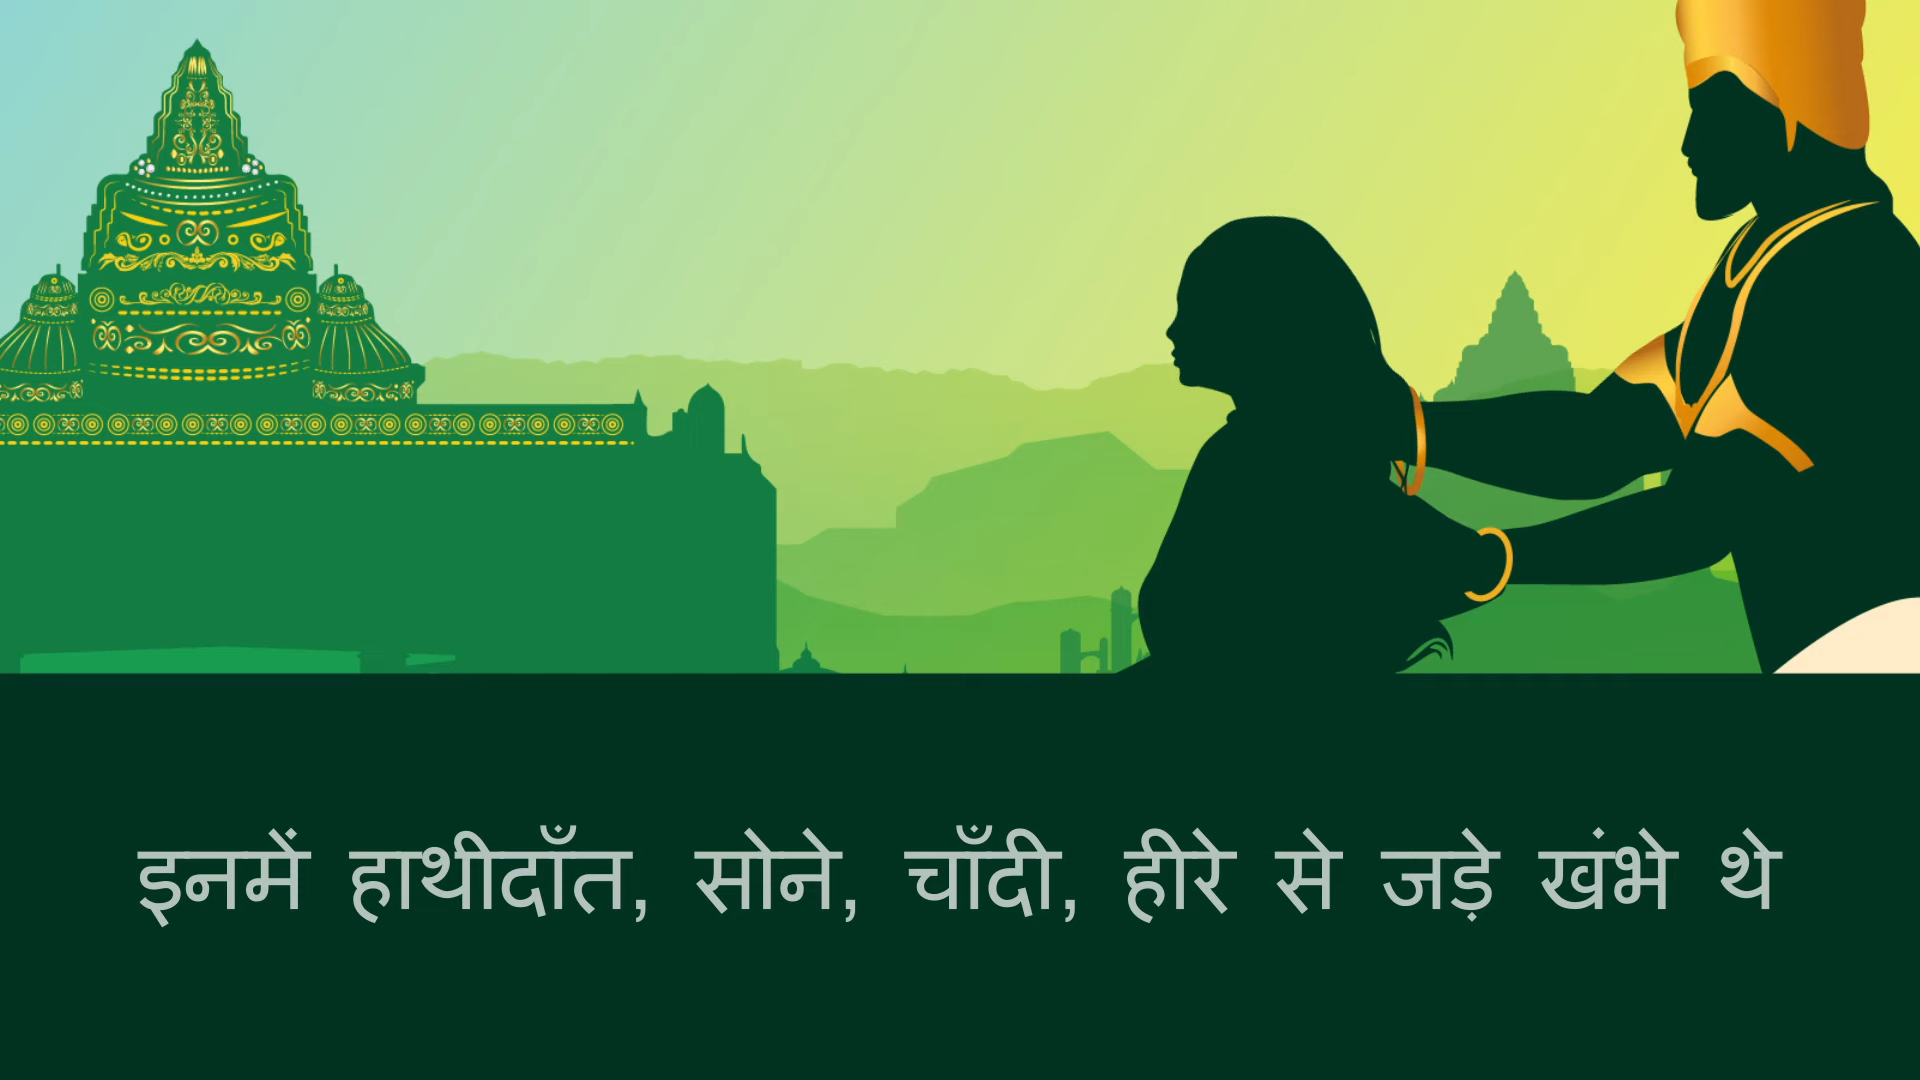 इनमें हाथीदाँत, सोने, चाँदी, हीरे से जड़े खंभे थे